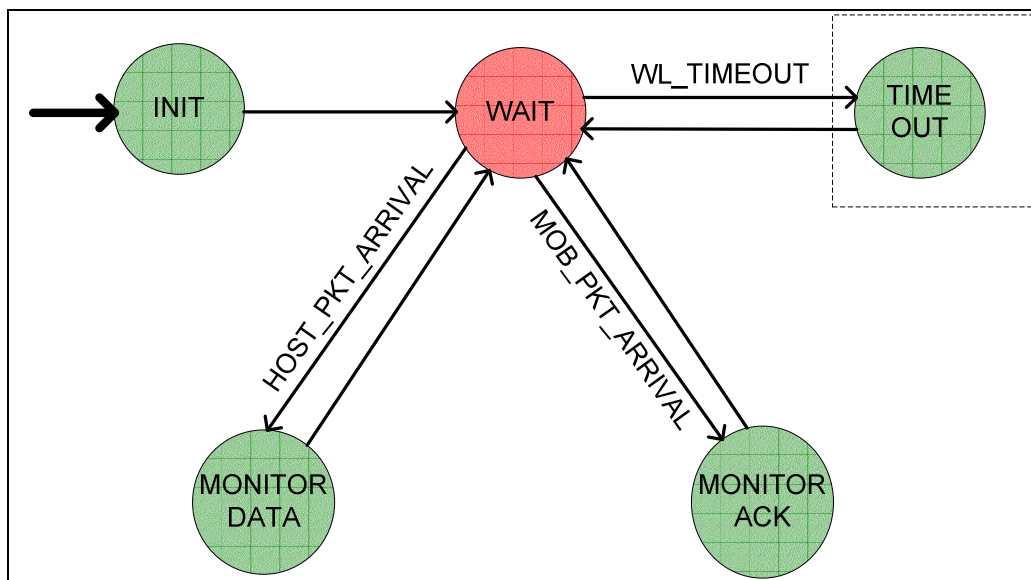 INIT
WAIT
WL_TIMEOUT
TIME
OUT
HOST_PKT_ARRIVAL
MOB_PKT_ARRIVAL
MONITOR
DATA
MONITOR
ACK